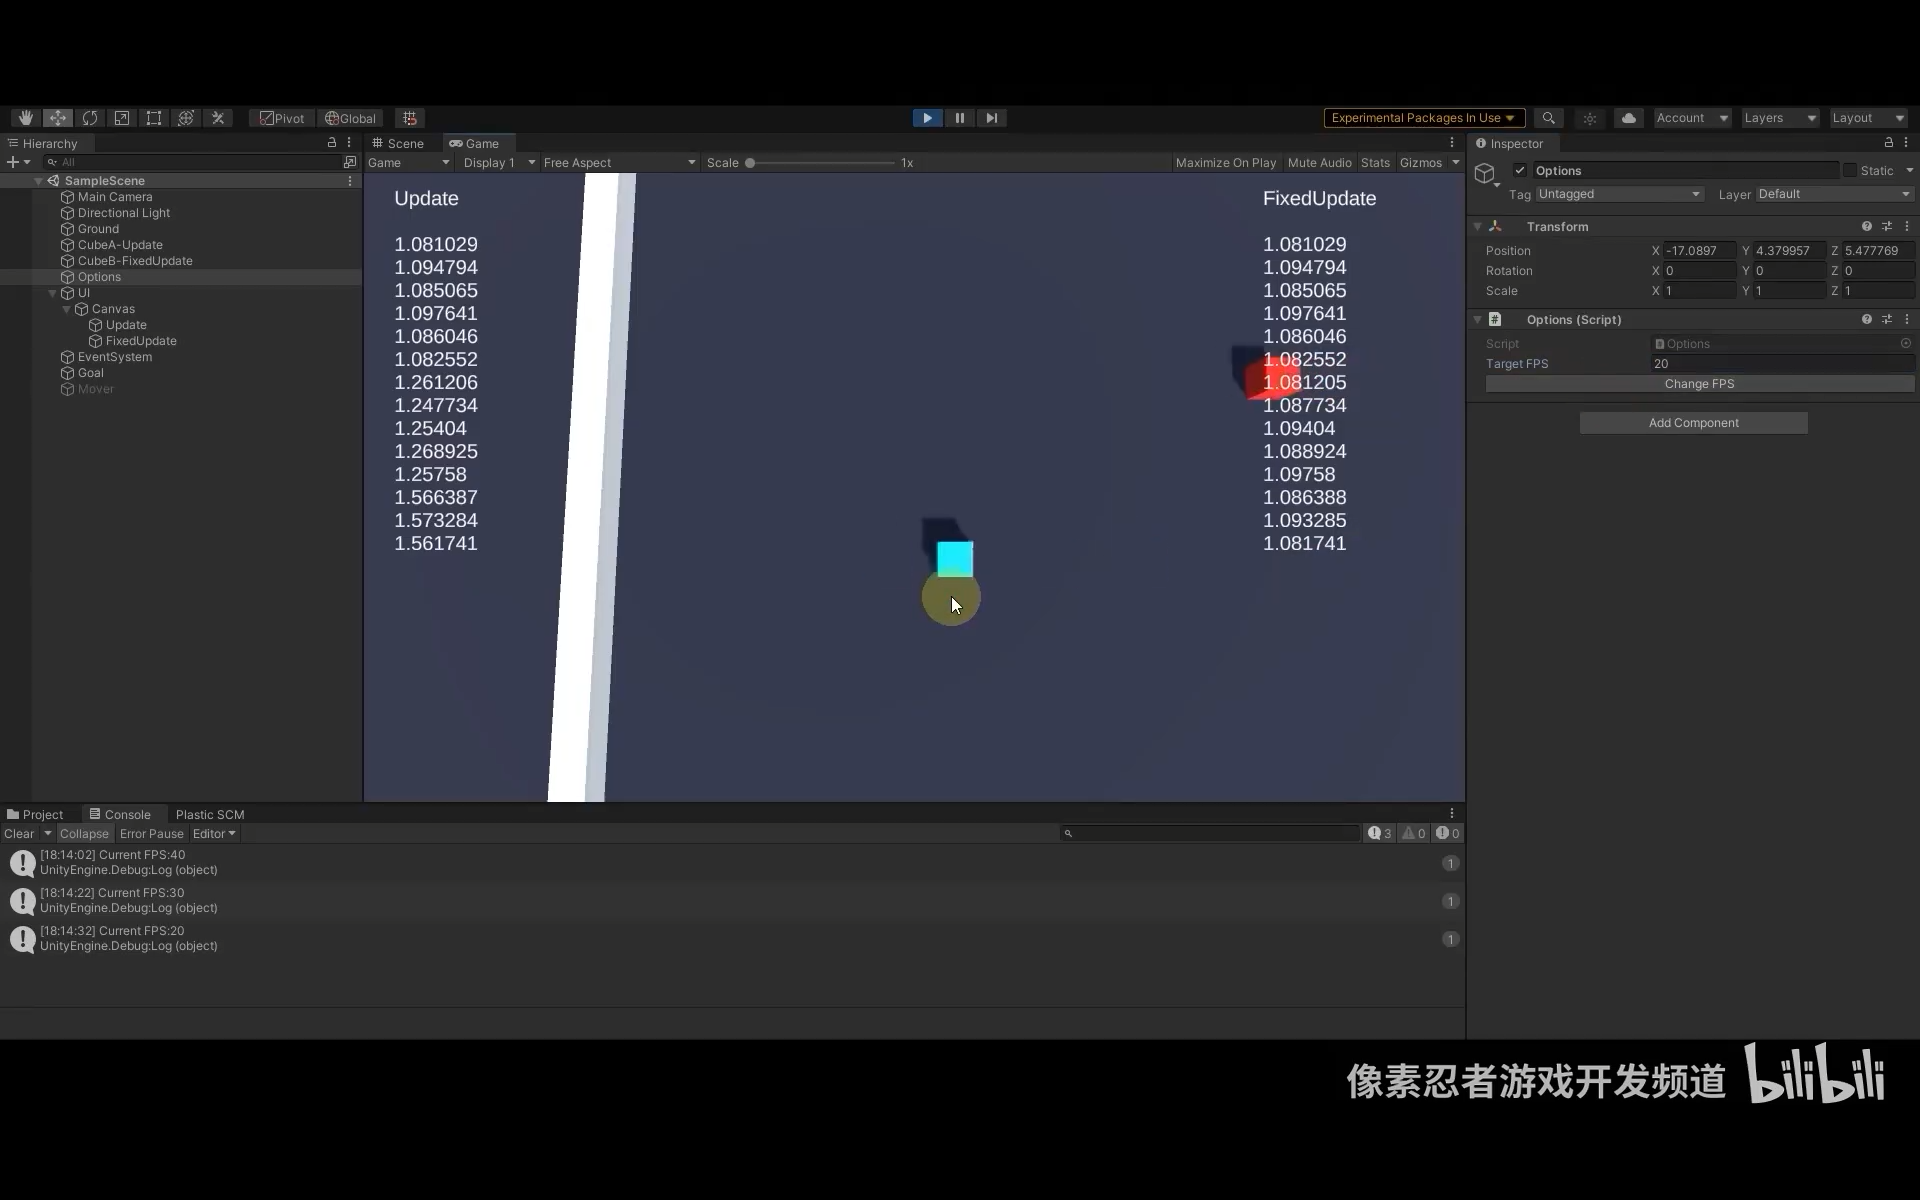 Pivot Global
Experimental Packages In Use
Account Layers Layout
Hierarchy
All
SampleScene
Main Camera
Directional Light
Ground
CubeA-Update
CubeB-FixedUpdate
Options
UI
Canvas
Update
FixedUpdate
EventSystem
Goal
Mover
Scene Game
Game Display 1 Free Aspect Scale 1x Maximize On Play Mute Audio Stats Gizmos
Update
1.081029
1.094794
1.085065
1.097641
1.086046
1.082552
1.261206
1.247734
1.25404
1.268925
1.25758
1.566387
1.573284
1.561741
FixedUpdate
1.081029
1.094794
1.085065
1.097641
1.086046
1.082552
1.081205
1.087734
1.09404
1.088924
1.09758
1.086388
1.093285
1.081741
Inspector
Options Static
Tag Untagged Layer Default
Transform
Position X -17.0897 Y 4.379957 Z 5.477769
Rotation X 0 Y 0 Z 0
Scale X 1 Y 1 Z 1
Options (Script)
Script Options
Target FPS 20
Change FPS
Add Component
Project Console Plastic SCM
Clear Collapse Error Pause Editor 3 0 0
[18:14:02] Current FPS:40
UnityEngine.Debug:Log (object)
1
[18:14:22] Current FPS:30
UnityEngine.Debug:Log (object)
1
[18:14:32] Current FPS:20
UnityEngine.Debug:Log (object)
1
像素忍者游戏开发频道 bilibili